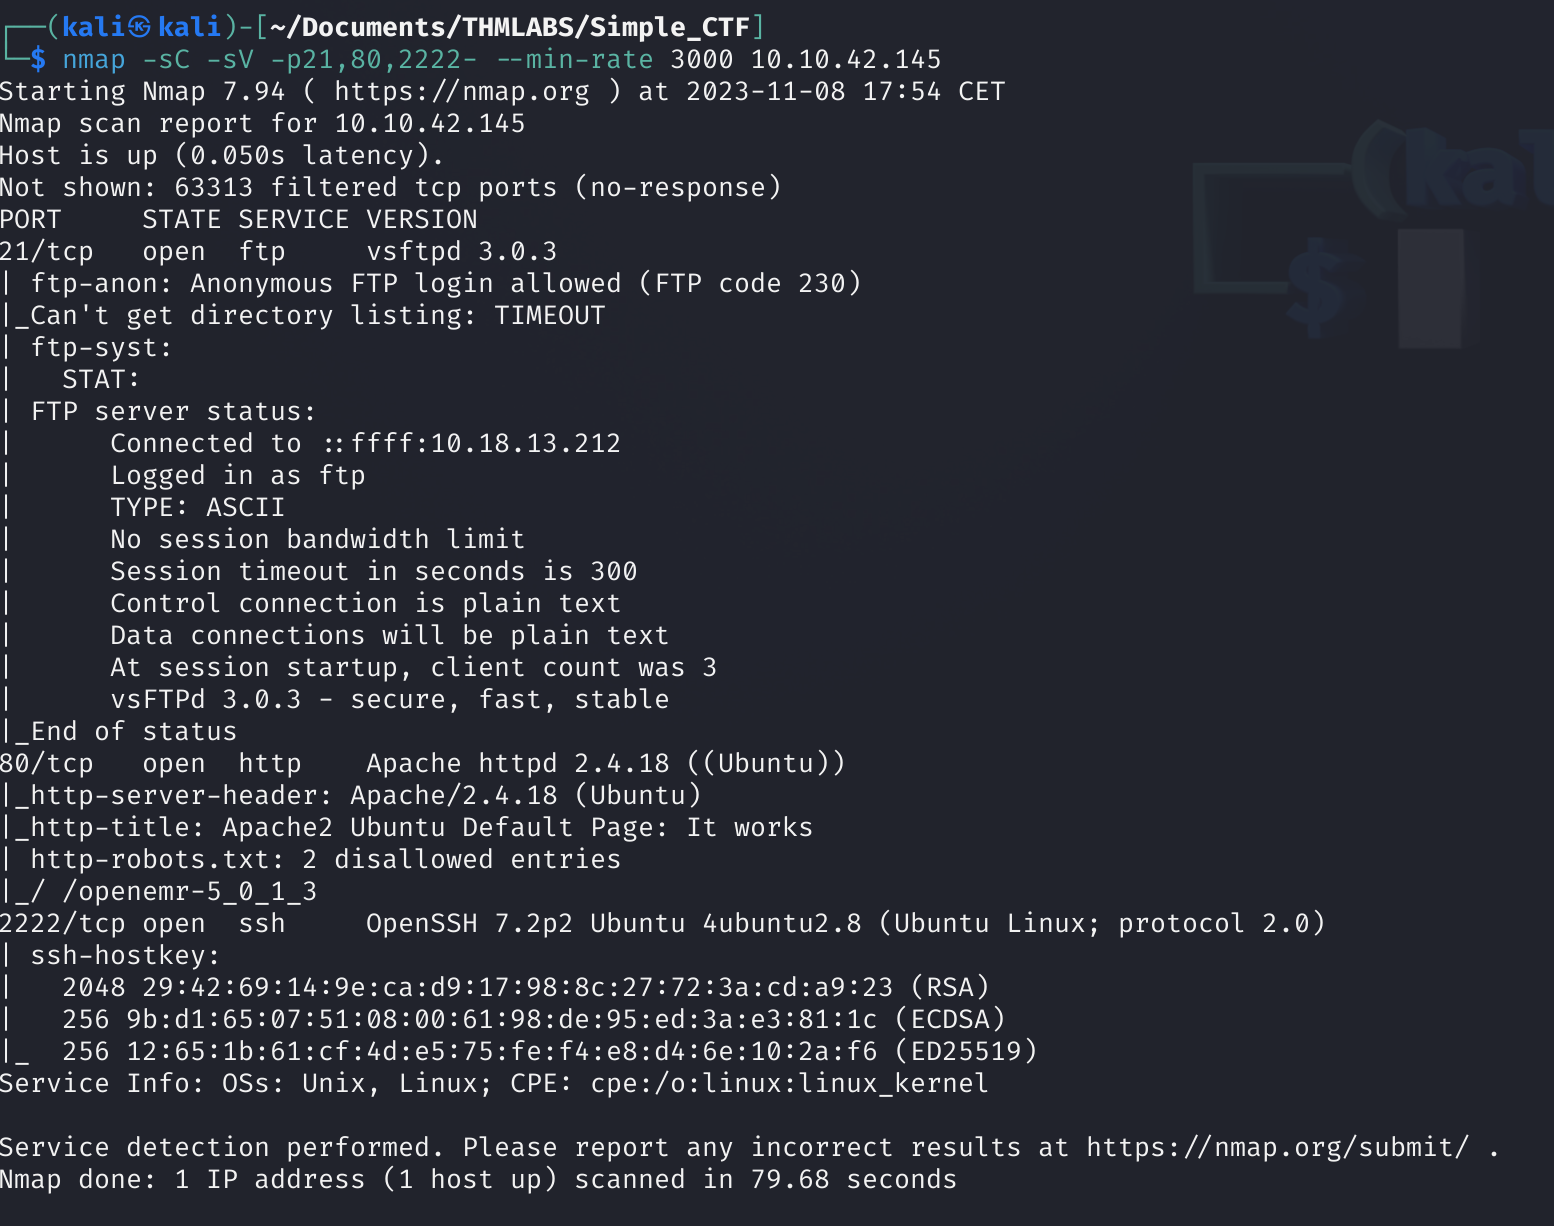 ┌──(kali㉿kali)-[~/Documents/THMLABS/Simple_CTF]
└─$ nmap -sC -sV -p21,80,2222- --min-rate 3000 10.10.42.145
Starting Nmap 7.94 ( https://nmap.org ) at 2023-11-08 17:54 CET
Nmap scan report for 10.10.42.145
Host is up (0.050s latency).
Not shown: 63313 filtered tcp ports (no-response)
PORT     STATE SERVICE VERSION
21/tcp   open  ftp     vsftpd 3.0.3
| ftp-anon: Anonymous FTP login allowed (FTP code 230)
|_Can't get directory listing: TIMEOUT
| ftp-syst:
|   STAT:
| FTP server status:
|      Connected to ::ffff:10.18.13.212
|      Logged in as ftp
|      TYPE: ASCII
|      No session bandwidth limit
|      Session timeout in seconds is 300
|      Control connection is plain text
|      Data connections will be plain text
|      At session startup, client count was 3
|      vsFTPd 3.0.3 - secure, fast, stable
|_End of status
80/tcp   open  http    Apache httpd 2.4.18 ((Ubuntu))
|_http-server-header: Apache/2.4.18 (Ubuntu)
|_http-title: Apache2 Ubuntu Default Page: It works
| http-robots.txt: 2 disallowed entries
|_/ /openemr-5_0_1_3
2222/tcp open  ssh     OpenSSH 7.2p2 Ubuntu 4ubuntu2.8 (Ubuntu Linux; protocol 2.0)
| ssh-hostkey:
|   2048 29:42:69:14:9e:ca:d9:17:98:8c:27:72:3a:cd:a9:23 (RSA)
|   256 9b:d1:65:07:51:08:00:61:98:de:95:ed:3a:e3:81:1c (ECDSA)
|_  256 12:65:1b:61:cf:4d:e5:75:fe:f4:e8:d4:6e:10:2a:f6 (ED25519)
Service Info: OSs: Unix, Linux; CPE: cpe:/o:linux:linux_kernel

Service detection performed. Please report any incorrect results at https://nmap.org/submit/ .
Nmap done: 1 IP address (1 host up) scanned in 79.68 seconds
(kal
$